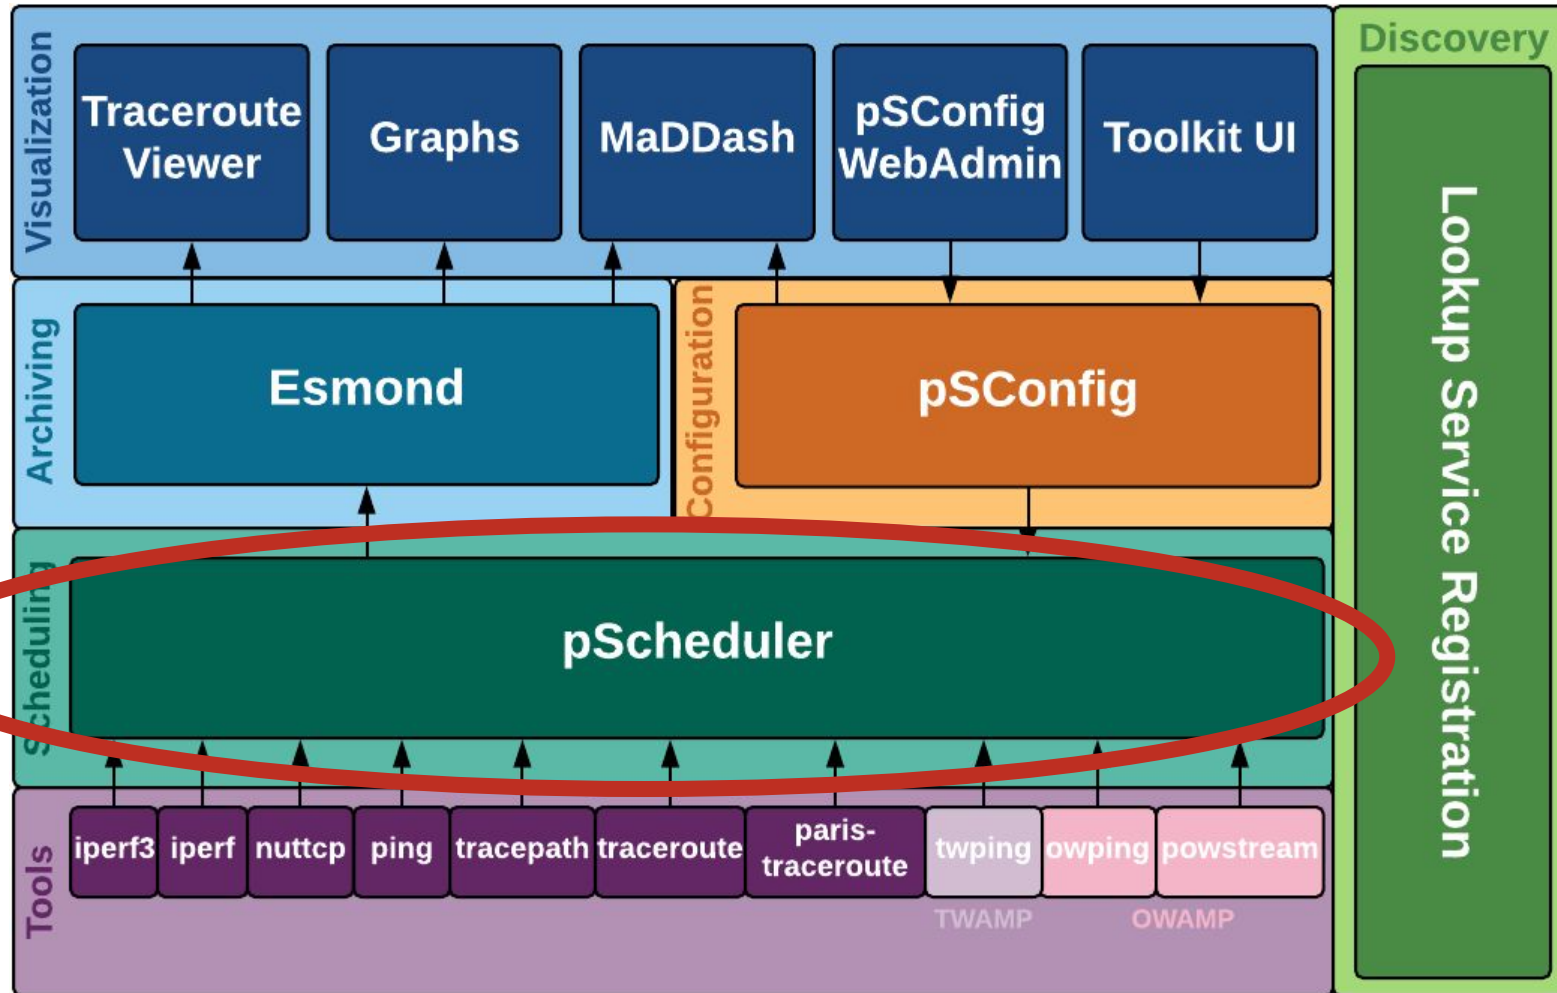 Visualization
Traceroute
Viewer
Graphs
MaDDash
pSConfig
WebAdmin
Toolkit UI
Discovery
Lookup Service Registration
Archiving
Esmond
Configuration
pSConfig
Scheduling
pScheduler
Tools
iperf3
iperf
nuttcp
ping
tracepath
traceroute
paris-
traceroute
twping
owping
powstream
TWAMP
OWAMP